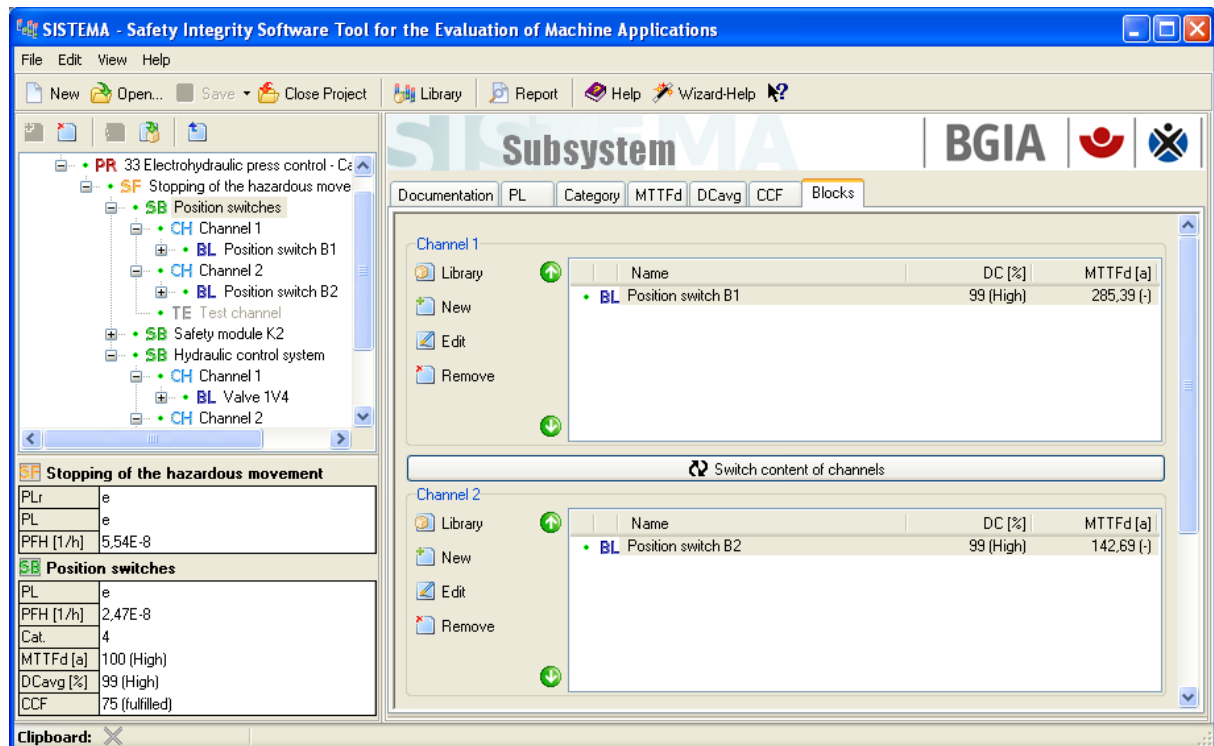 SISTEMA - Safety Integrity Software Tool for the Evaluation of Machine Applications
File Edit View Help
New Open... Save Close Project Library Report Help Wizard-Help
PR 33 Electrohydraulic press control - Ca
SF Stopping of the hazardous move
SB Position switches
CH Channel 1
BL Position switch B1
CH Channel 2
BL Position switch B2
TE Test channel
SB Safety module K2
SB Hydraulic control system
CH Channel 1
BL Valve 1V4
CH Channel 2
SF Stopping of the hazardous movement
PLr e
PL e
PFH [1/h] 5,54E-8
SB Position switches
PL e
PFH [1/h] 2,47E-8
Cat. 4
MTTFd [a] 100 (High)
DCavg [%] 99 (High)
CCF 75 (fulfilled)
SISTEMA
Subsystem
BGIA
Documentation PL Category MTTFd DCavg CCF Blocks
Channel 1
Library
New
Edit
Remove
Name DC [%] MTTFd [a]
BL Position switch B1 99 (High) 285,39 (-)
Switch content of channels
Channel 2
Library
New
Edit
Remove
Name DC [%] MTTFd [a]
BL Position switch B2 99 (High) 142,69 (-)
Clipboard: